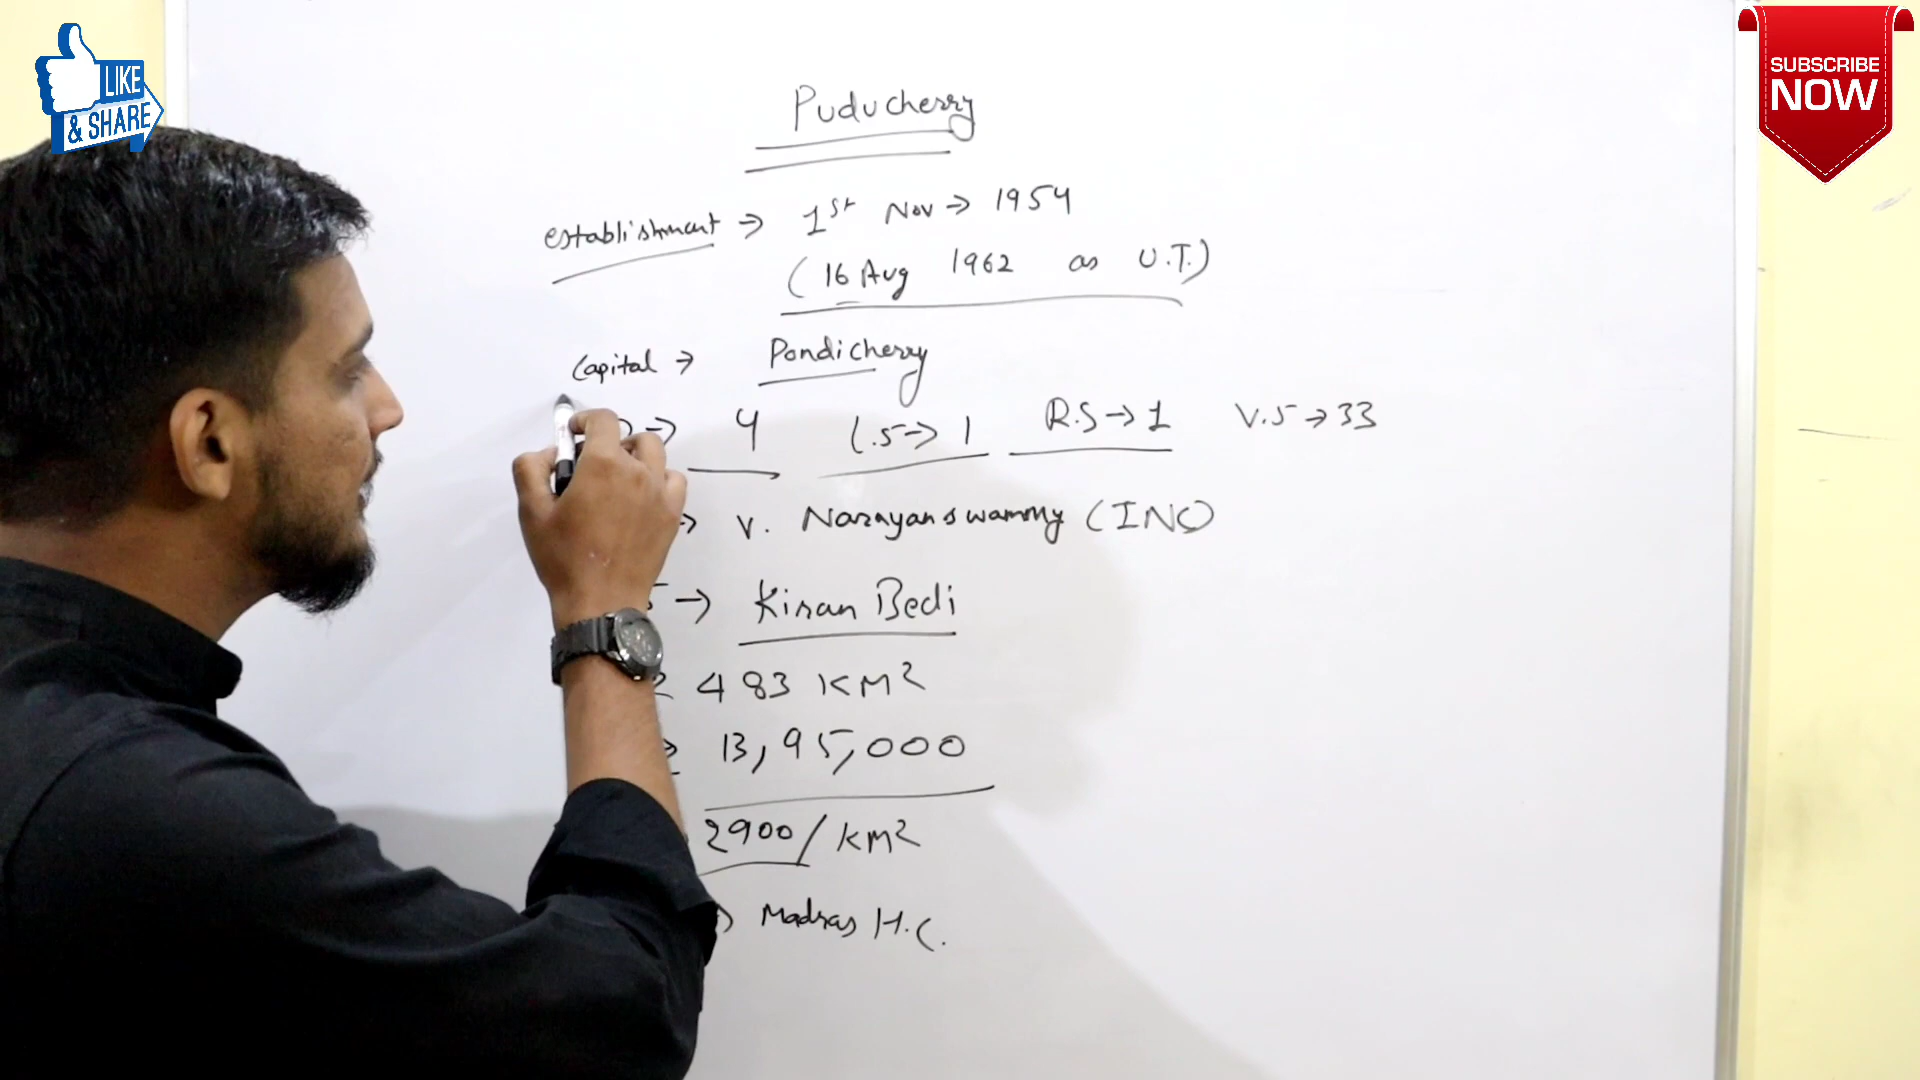 LIKE
& SHARE
SUBSCRIBE
NOW
Puducherry
establishment → 1st Nov → 1954
(16 Aug 1962 as U.T.)
Capital → Pondicherry
→ 4 L.S → 1 R.S → 1 V.S → 33
→ V. Narayanswammy (INC)
→ Kiran Bedi
483 KM²
13,95,000
2900/KM²
Madras H.C.